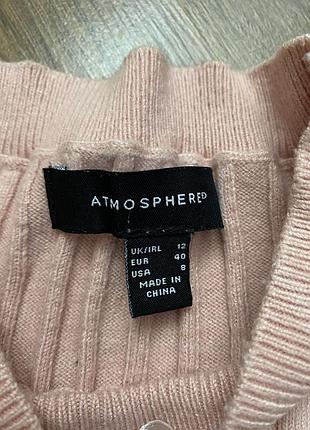 ATMOSPHERE
UK/IRL 12
EUR 40
USA 8
MADE IN
CHINA